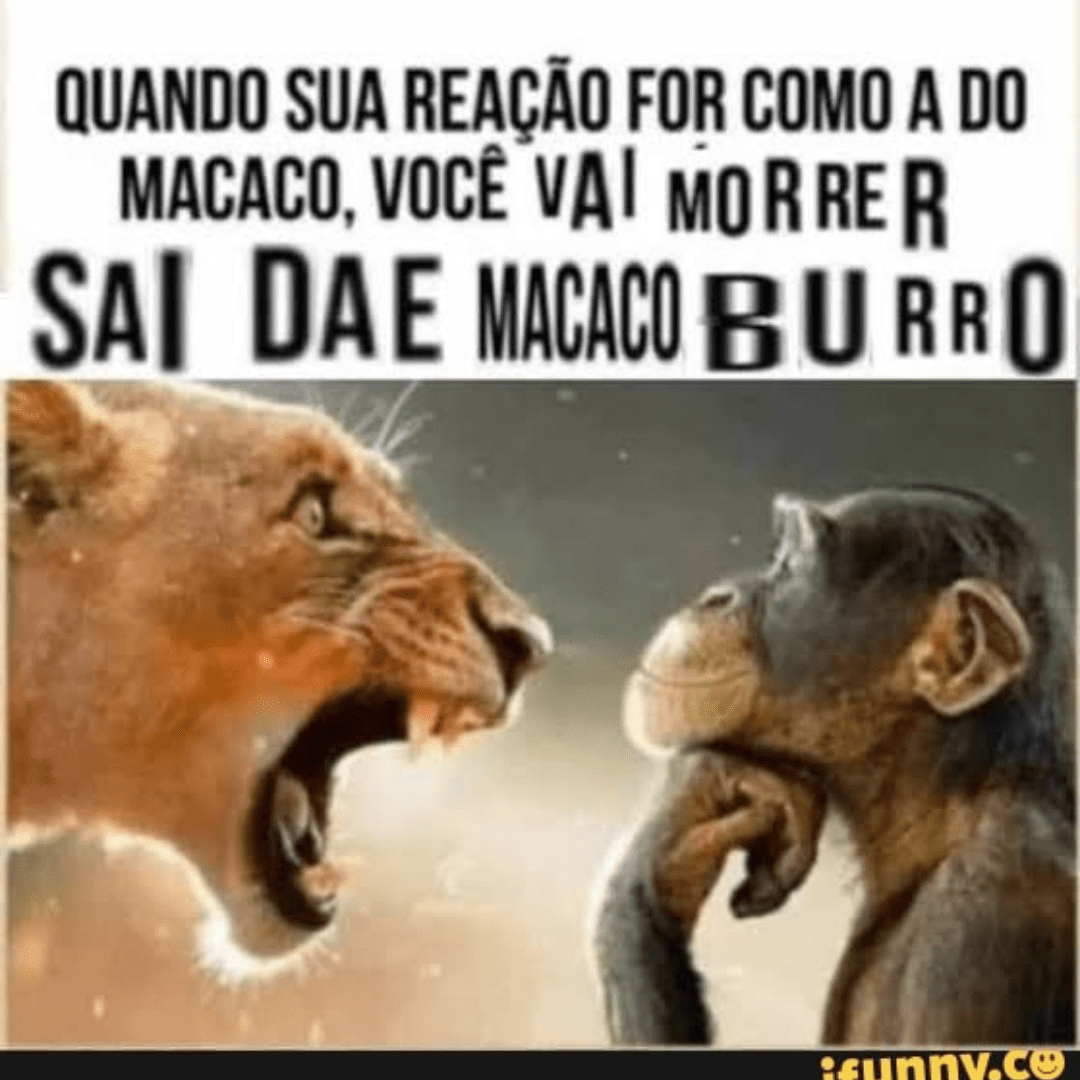 QUANDO SUA REAÇÃO FOR COMO A DO
MACACO, VOCÊ VAI MORRER
SAI DAE MACACO BURRO
ifunny.co